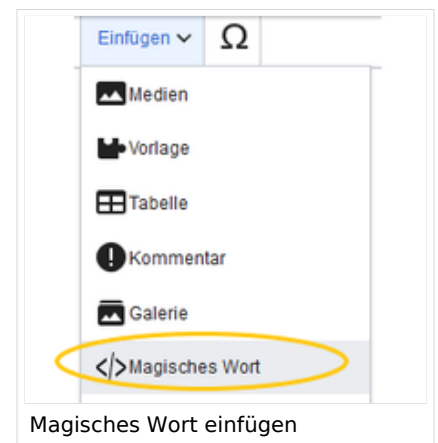 Einfügen Ω
Medien
Vorlage
Tabelle
Kommentar
Galerie
</>Magisches Wort
Magisches Wort einfügen